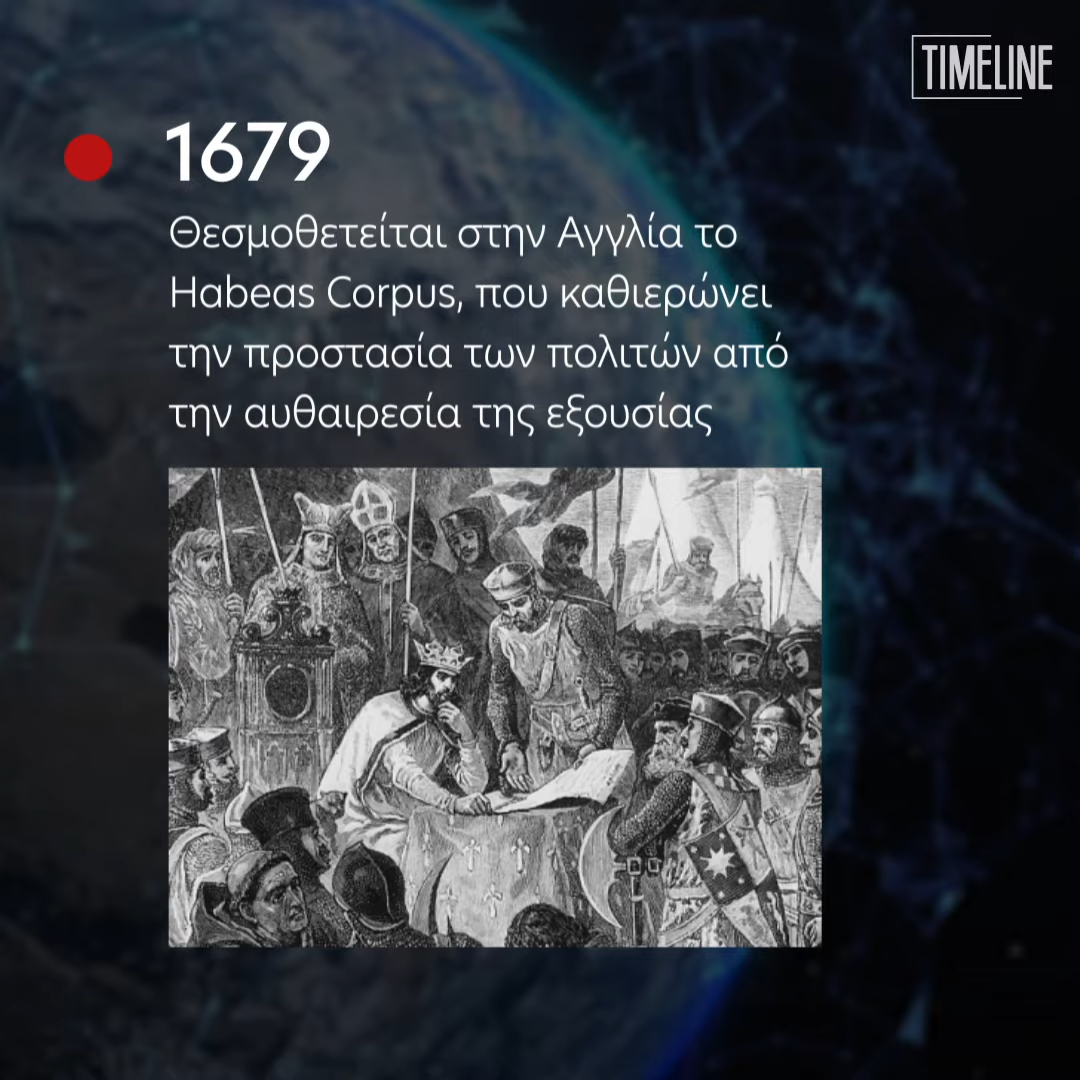 TIMELINE
1679
Θεσμοθετείται στην Αγγλία το
Habeas Corpus, που καθιερώνει
την προστασία των πολιτών από
την αυθαιρεσία της εξουσίας